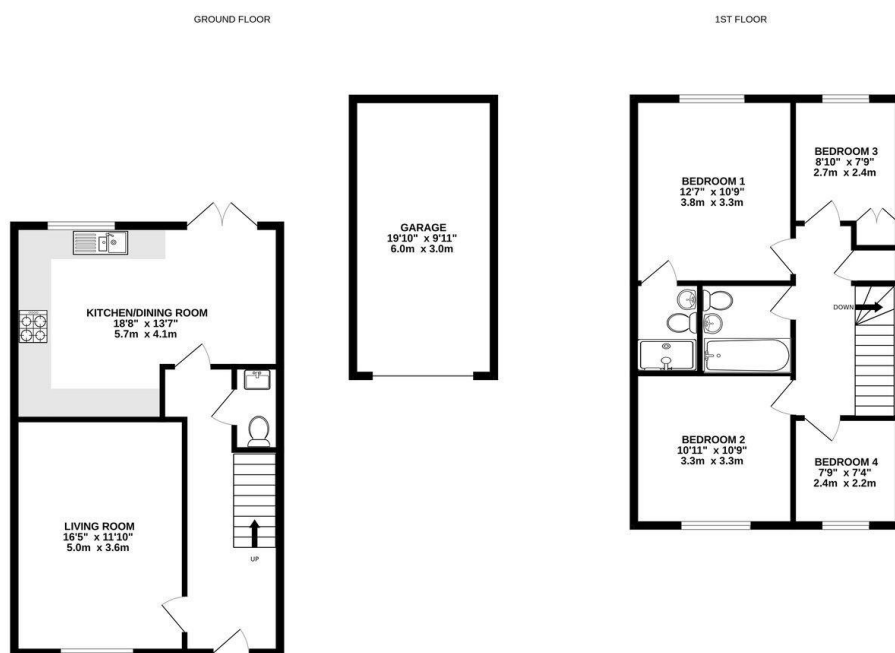 GROUND FLOOR
1ST FLOOR
KITCHEN/DINING ROOM
18'8" x 13'7"
5.7m x 4.1m
LIVING ROOM
16'5" x 11'10"
5.0m x 3.6m
UP
GARAGE
19'10" x 9'11"
6.0m x 3.0m
BEDROOM 1
12'7" x 10'9"
3.8m x 3.3m
BEDROOM 3
8'10" x 7'9"
2.7m x 2.4m
DOWN
BEDROOM 2
10'11" x 10'9"
3.3m x 3.3m
BEDROOM 4
7'9" x 7'4"
2.4m x 2.2m